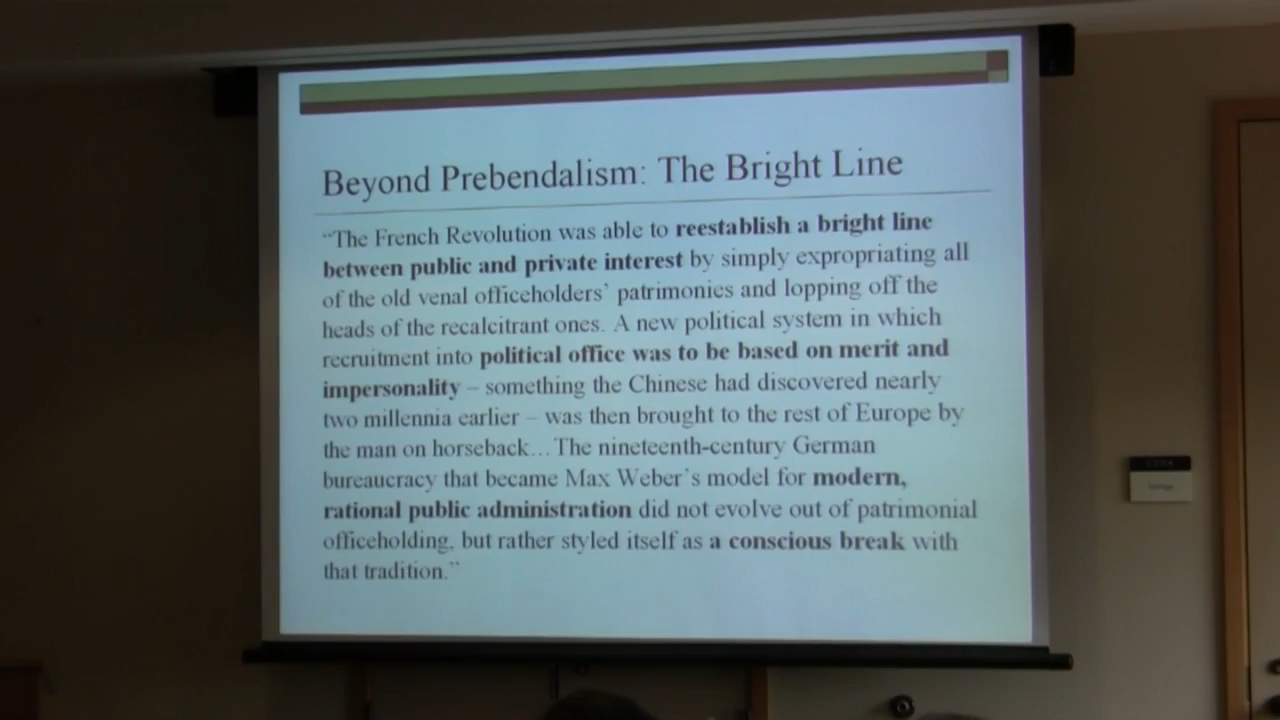 Beyond Prebendalism: The Bright Line
“The French Revolution was able to reestablish a bright line
between public and private interest by simply expropriating all
of the old venal officeholders’ patrimonies and lopping off the
heads of the recalcitrant ones. A new political system in which
recruitment into political office was to be based on merit and
impersonality – something the Chinese had discovered nearly
two millennia earlier – was then brought to the rest of Europe by
the man on horseback… The nineteenth-century German
bureaucracy that became Max Weber’s model for modern,
rational public administration did not evolve out of patrimonial
officeholding, but rather styled itself as a conscious break with
that tradition.”